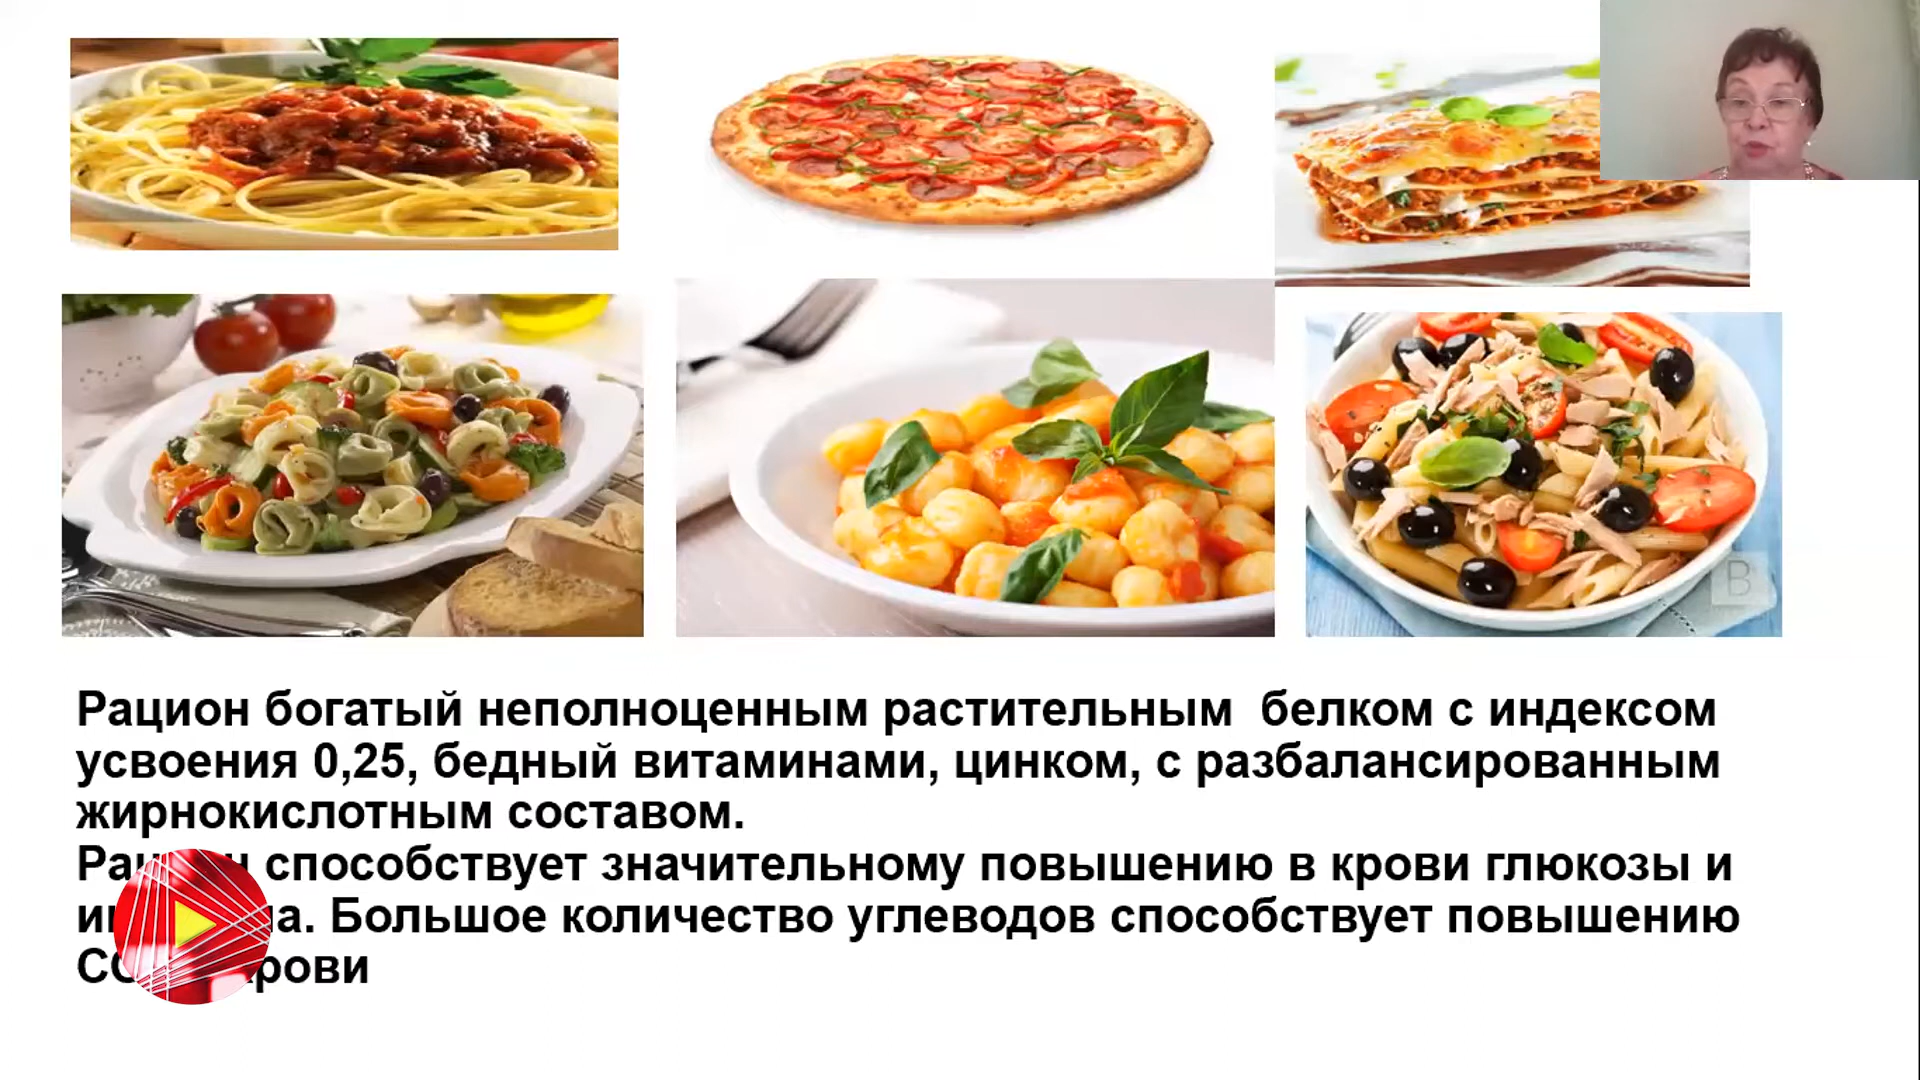 Рацион богатый неполноценным растительным белком с индексом
усвоения 0,25, бедный витаминами, цинком, с разбалансированным
жирнокислотным составом.
способствует значительному повышению в крови глюкозы и
Большое количество углеводов способствует повышению
крови
B